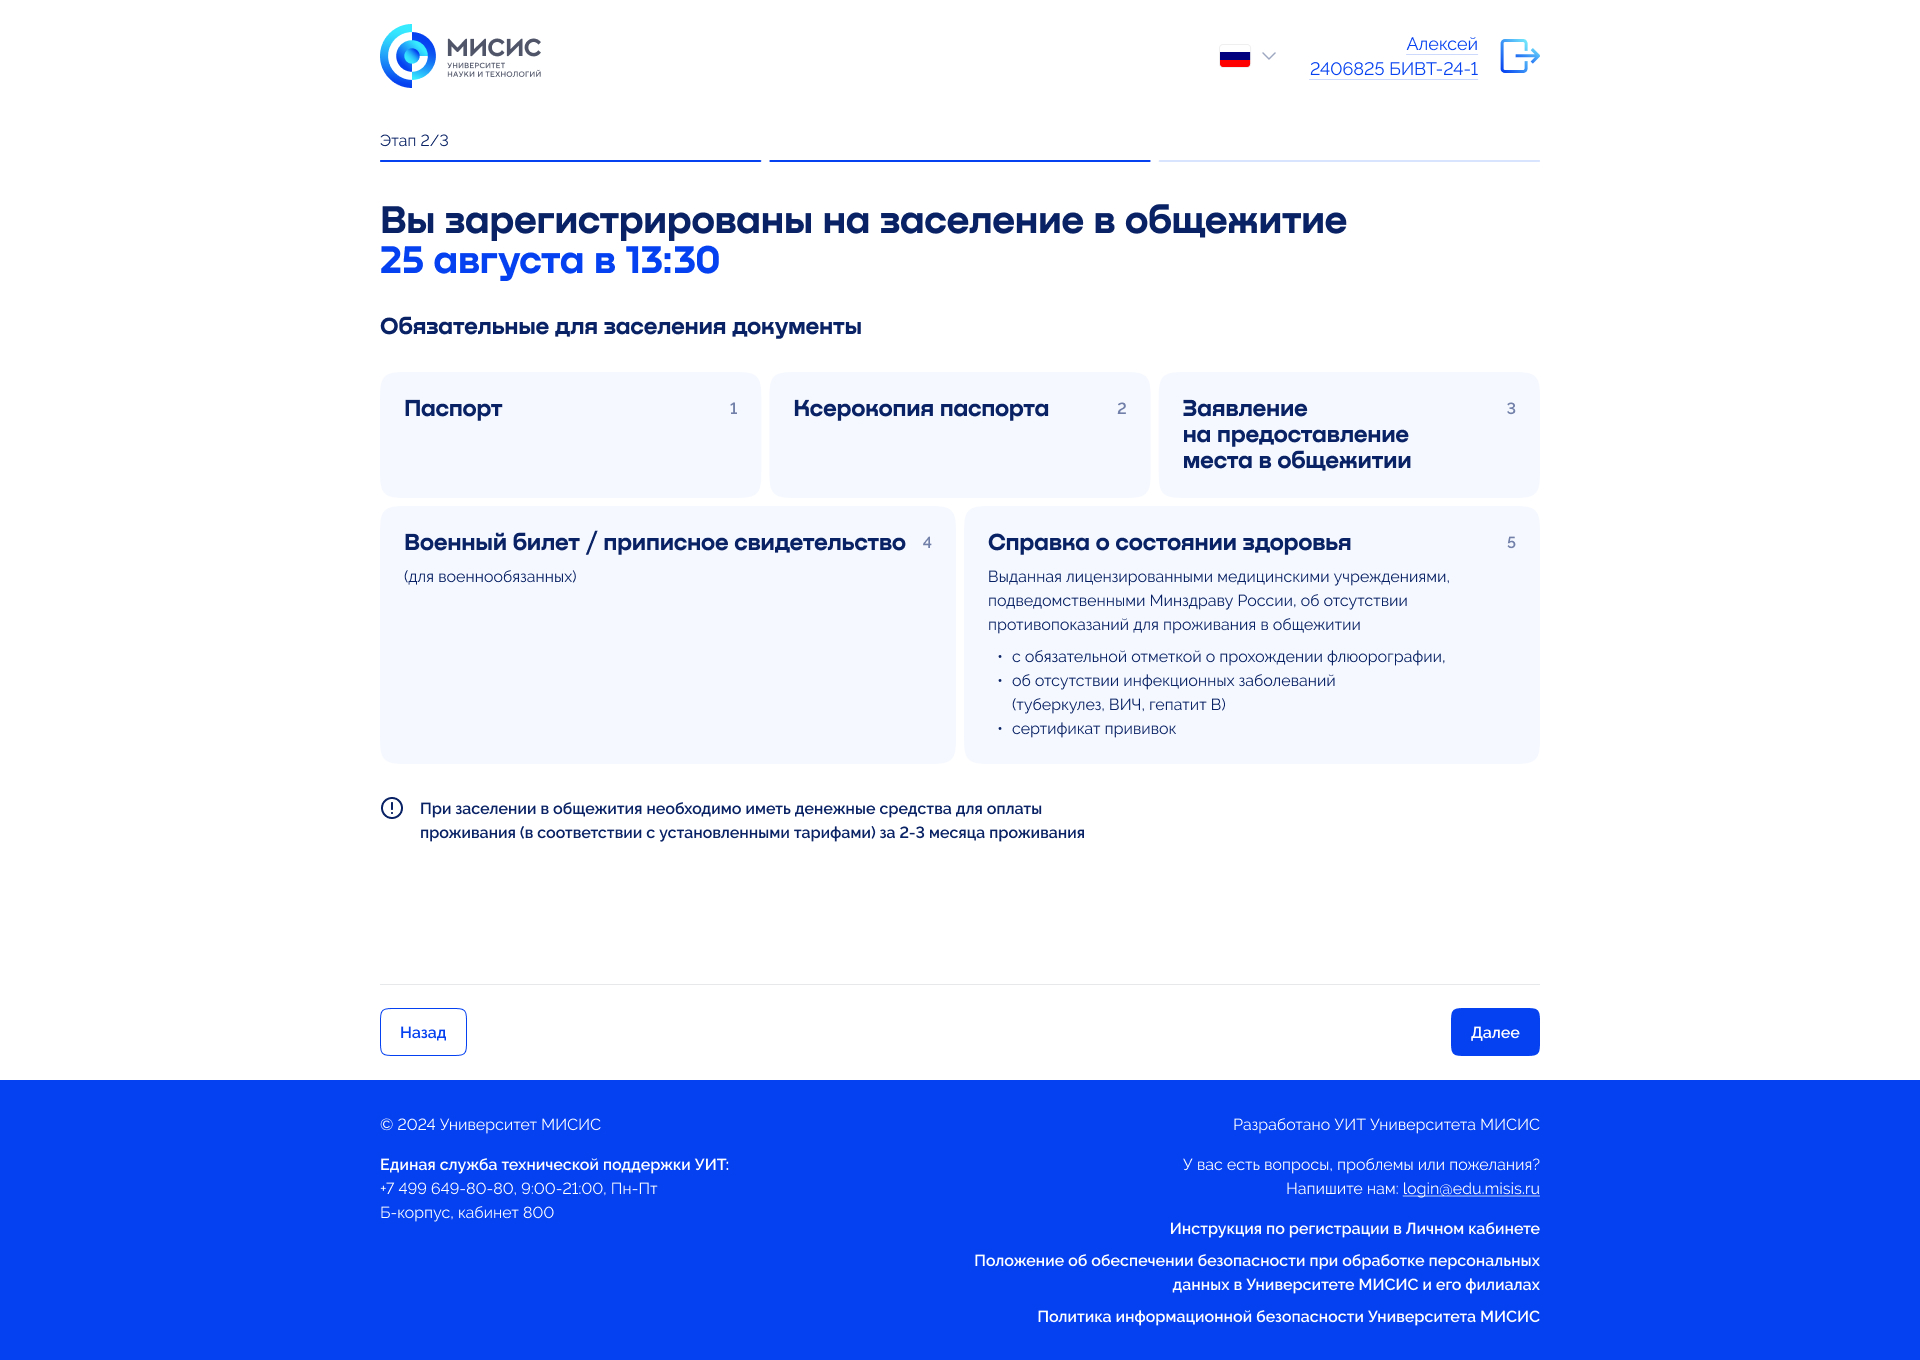 МИСИС
УНИВЕРСИТЕТ
НАУКИ И ТЕХНОЛОГИЙ
Алексей
2406825 БИВТ-24-1
Этап 2/3
Вы зарегистрированы на заселение в общежитие
25 августа в 13:30
Обязательные для заселения документы
Паспорт
1
Ксерокопия паспорта
2
Заявление
на предоставление
места в общежитии
3
Военный билет / приписное свидетельство
4
(для военнообязанных)
Справка о состоянии здоровья
5
Выданная лицензированными медицинскими учреждениями,
подведомственными Минздраву России, об отсутствии
противопоказаний для проживания в общежитии
• с обязательной отметкой о прохождении флюорографии,
• об отсутствии инфекционных заболеваний
(туберкулез, ВИЧ, гепатит В)
• сертификат прививок
При заселении в общежития необходимо иметь денежные средства для оплаты
проживания (в соответствии с установленными тарифами) за 2-3 месяца проживания
Назад
Далее
© 2024 Университет МИСИС
Единая служба технической поддержки УИТ:
+7 499 649-80-80, 9:00-21:00, Пн-Пт
Б-корпус, кабинет 800
Разработано УИТ Университета МИСИС
У вас есть вопросы, проблемы или пожелания?
Напишите нам: login@edu.misis.ru
Инструкция по регистрации в Личном кабинете
Положение об обеспечении безопасности при обработке персональных
данных в Университете МИСИС и его филиалах
Политика информационной безопасности Университета МИСИС